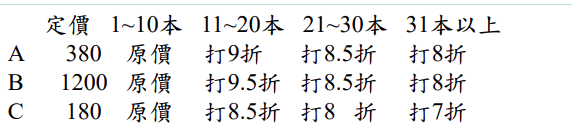 定價 1~10本 11~20本 21~30本 31本以上
A 380 原價 打9折 打8.5折 打8折
B 1200 原價 打9.5折 打8.5折 打8折
C 180 原價 打8.5折 打8 折 打7折